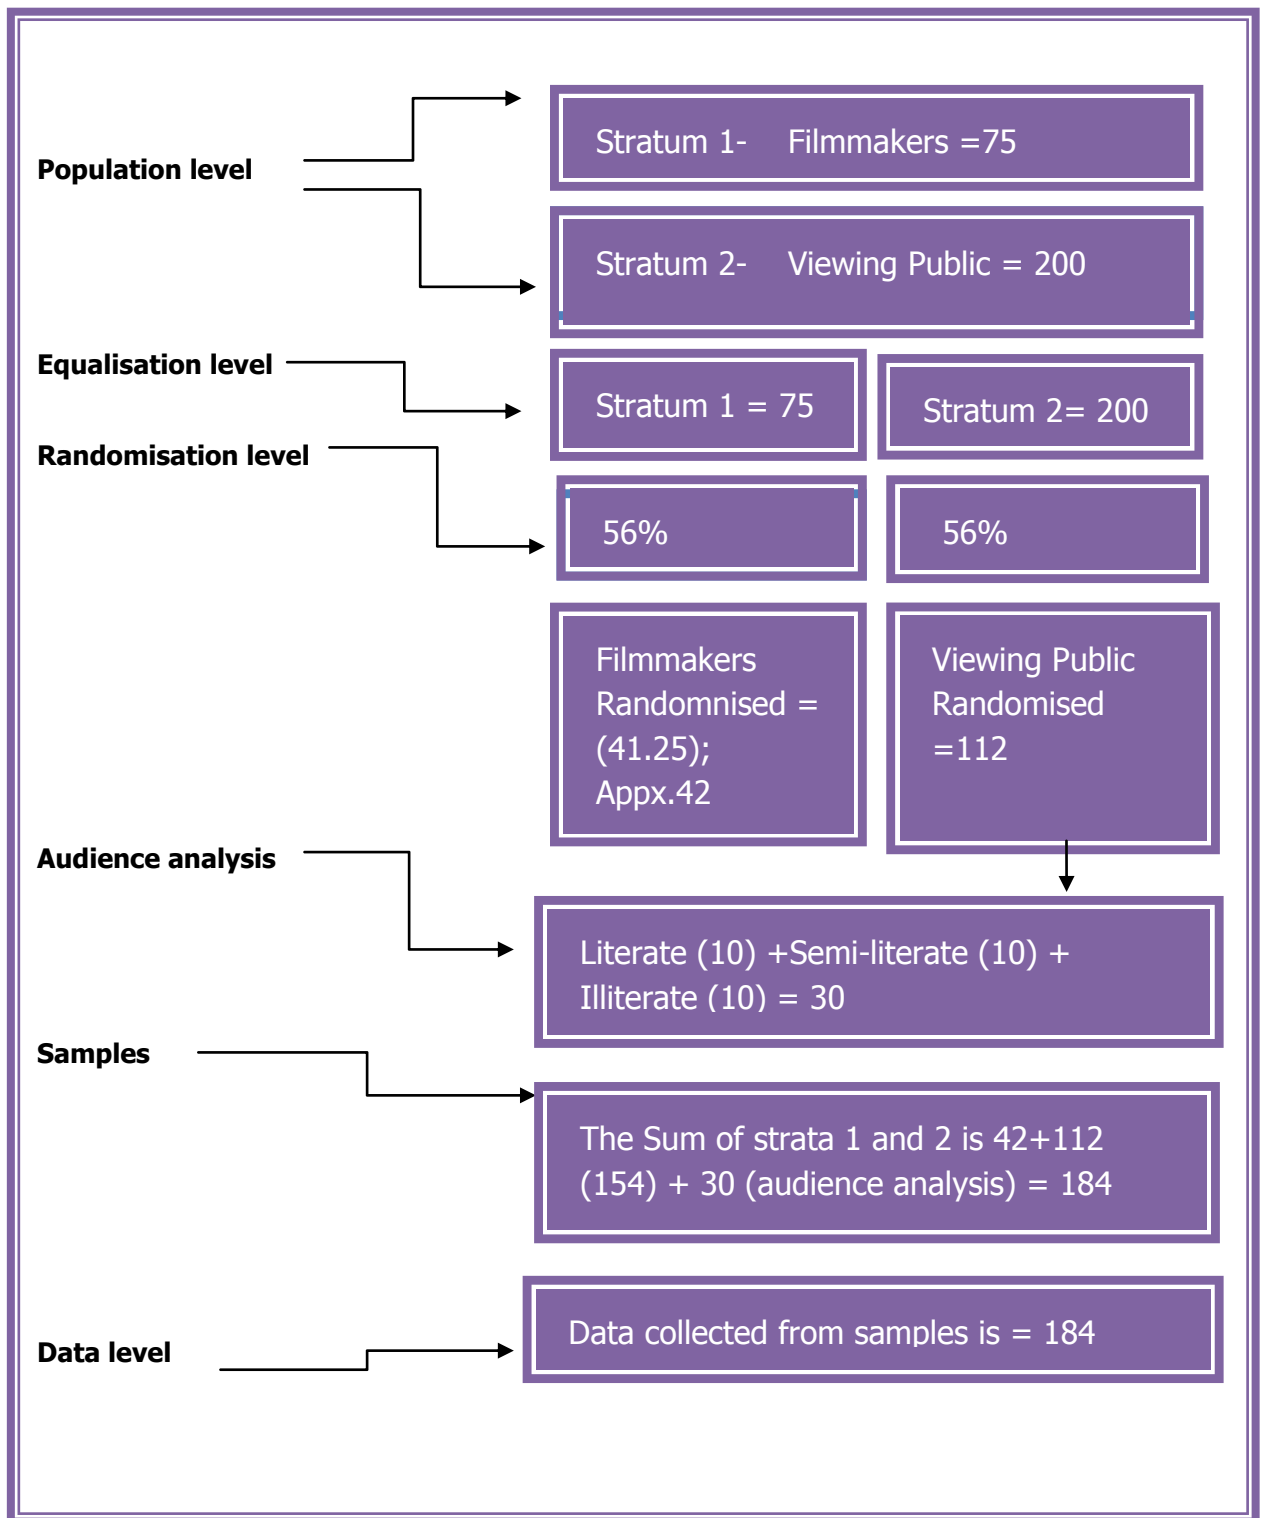 Population level
Stratum 1-    Filmmakers =75
Stratum 2-    Viewing Public = 200
Equalisation level
Stratum 1 = 75
Stratum 2= 200
Randomisation level
56%
56%
Filmmakers
Randomnised =
(41.25);
Appx.42
Viewing Public
Randomised
=112
Audience analysis
Literate (10) +Semi-literate (10) +
Illiterate (10) = 30
Samples
The Sum of strata 1 and 2 is 42+112
(154) + 30 (audience analysis) = 184
Data level
Data collected from samples is = 184